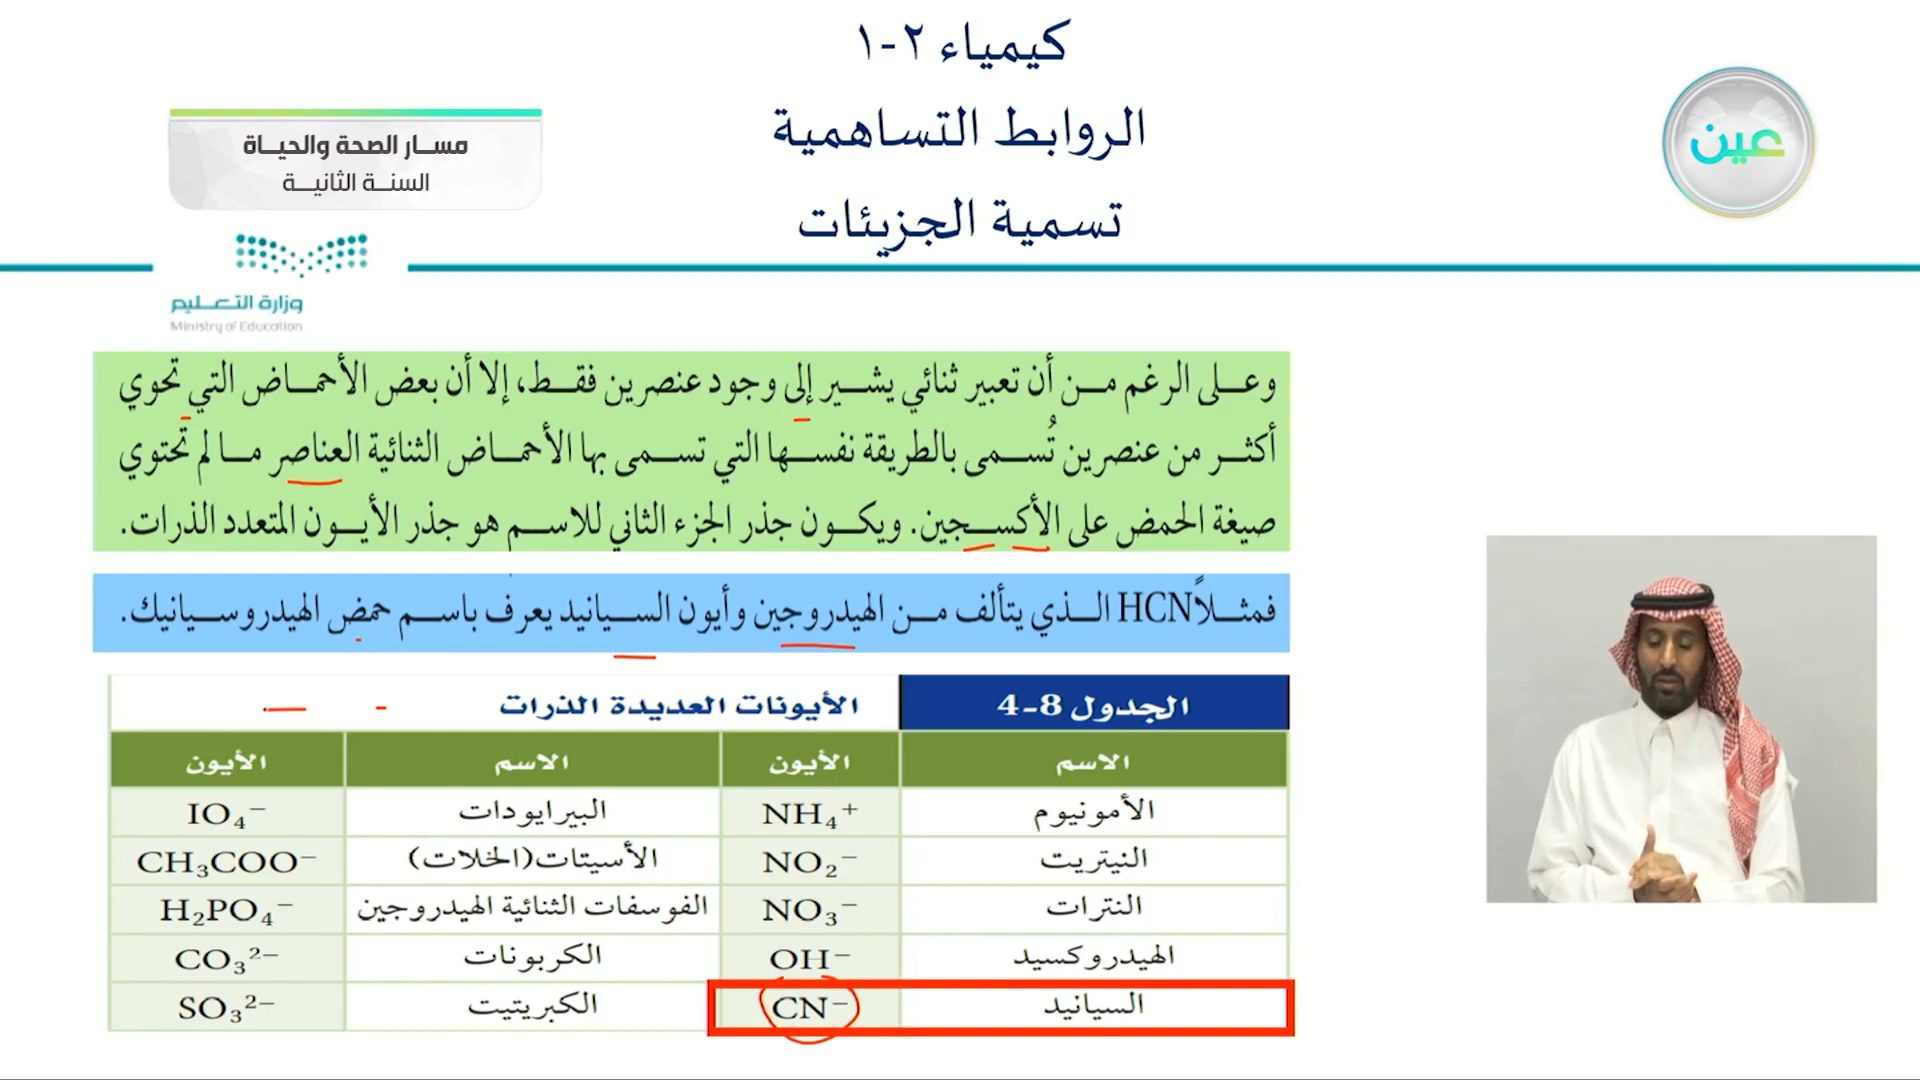 كيمياء ٢-١
الروابط التساهمية
تسمية الجزيئات
عين
مسار الصحة والحياة
السنة الثانية
وزارة التعليم
Ministry of Education
وعلى الرغم من أن تعبير ثنائي يشير إلى وجود عنصرين فقط، إلا أن بعض الأحماض التي تحوي
أكثر من عنصرين تُسمى بالطريقة نفسها التي تسمى بها الأحماض الثنائية العناصر ما لم تحتوي
صيغة الحمض على الأكسجين. ويكون جذر الجزء الثاني للاسم هو جذر الأيون المتعدد الذرات.
فمثلاً HCN الذي يتألف من الهيدروجين وأيون السيانيد يعرف باسم حمض الهيدروسيانيك.
الجدول 8-4 الأيونات العديدة الذرات
الاسم الأيون الاسم الأيون
الأمونيوم NH₄⁺ البيرايودات IO₄⁻
النيتريت NO₂⁻ الأسيتات(الخلات) CH₃COO⁻
النترات NO₃⁻ الفوسفات الثنائية الهيدروجين H₂PO₄⁻
الهيدروكسيد OH⁻ الكربونات CO₃²⁻
السيانيد CN⁻ الكبريتيت SO₃²⁻